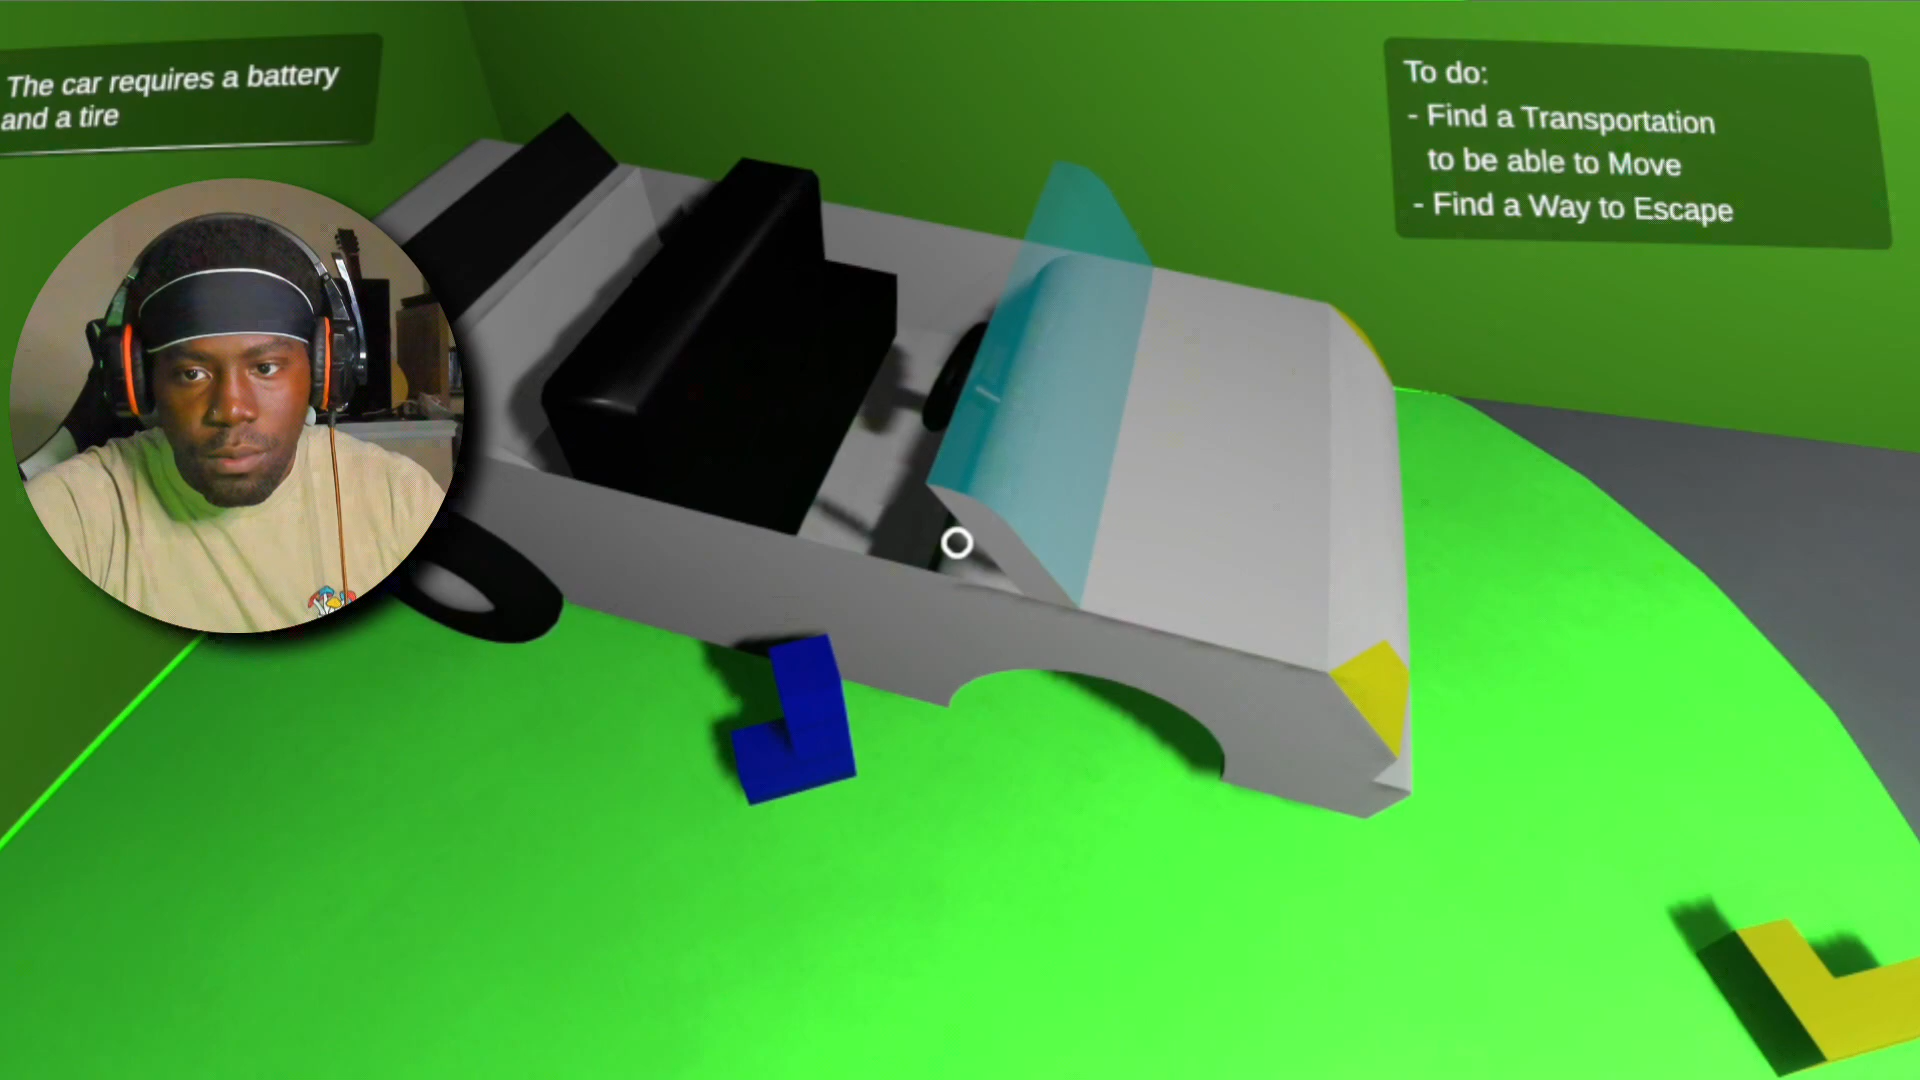 The car requires a battery
and a tire
To do:
- Find a Transportation
to be able to Move
- Find a Way to Escape